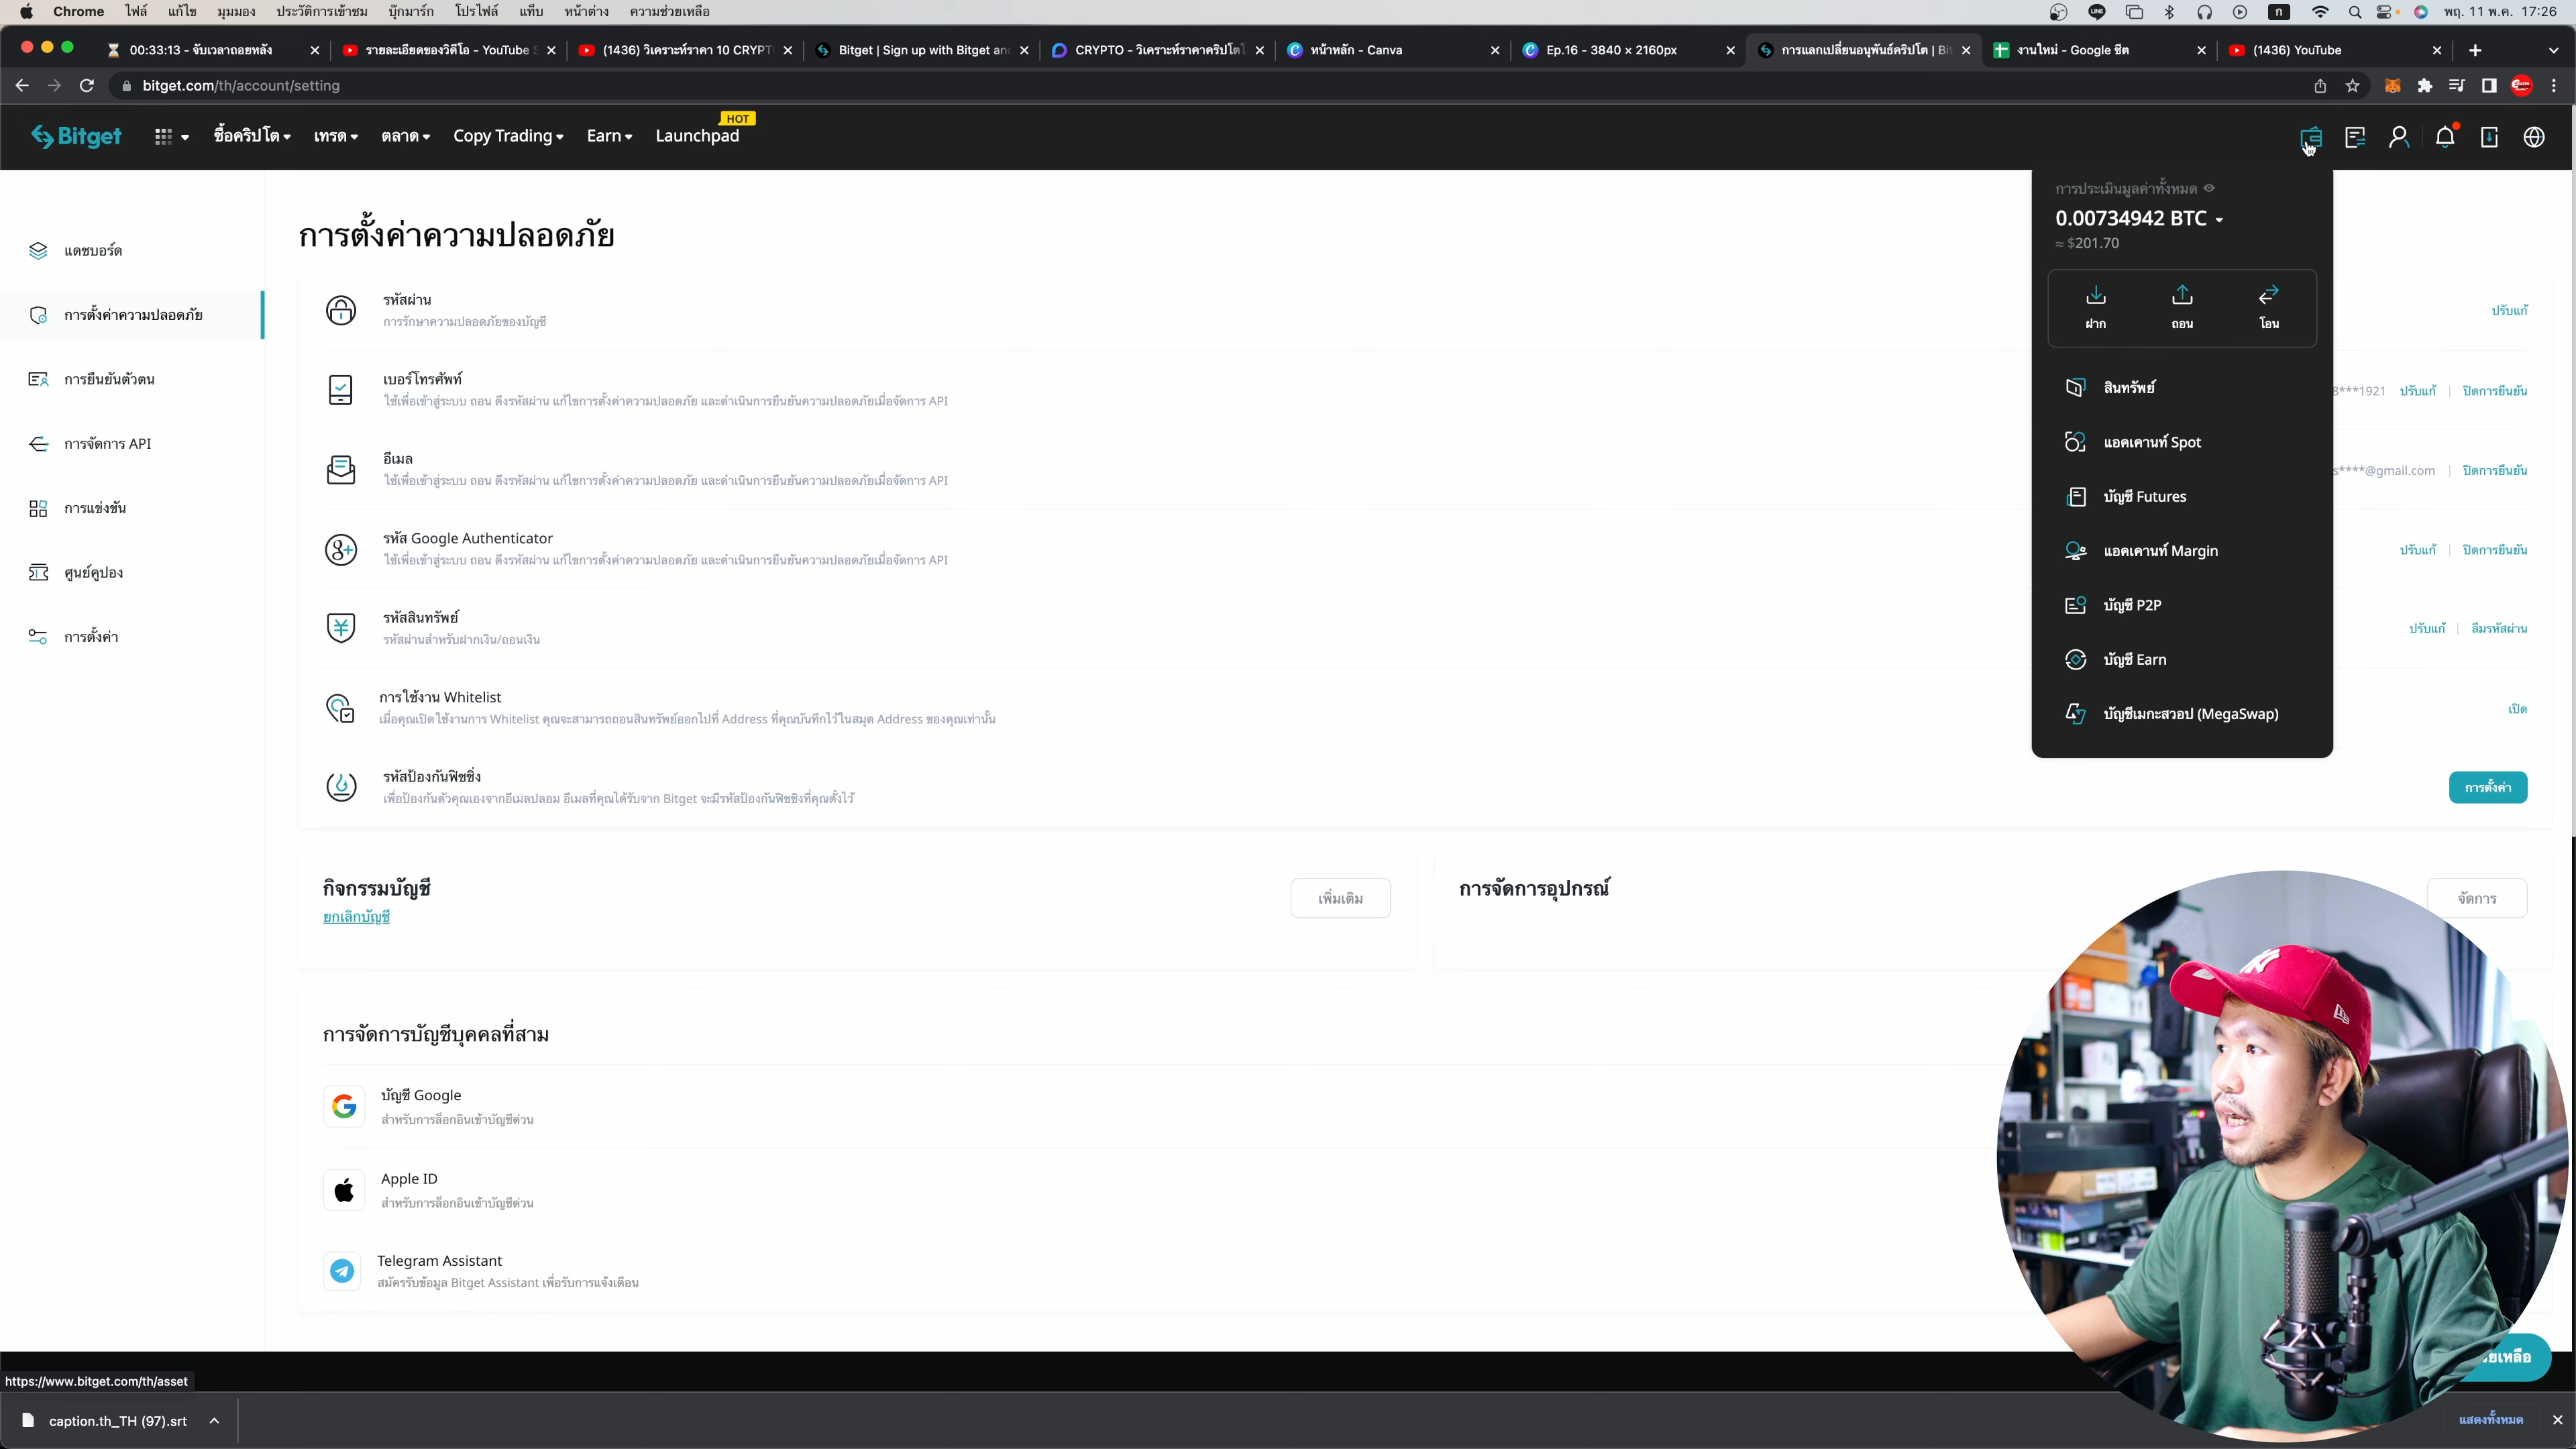 Chrome ไฟล์ แก้ไข มุมมอง ประวัติการเข้าชม บุ๊กมาร์ก โปรไฟล์ แท็บ หน้าต่าง ความช่วยเหลือ
LINE ก พฤ. 11 พ.ค. 17:26
00:33:13 - จับเวลาถอยหลัง
รายละเอียดของวิดีโอ - YouTube
(1436) วิเคราะห์ราคา 10 CRYPT
Bitget | Sign up with Bitget an
CRYPTO - วิเคราะห์ราคาคริปโต
หน้าหลัก - Canva
Ep.16 - 3840 × 2160px
การแลกเปลี่ยนอนุพันธ์คริปโต | Bit
งานใหม่ - Google ชีต
(1436) YouTube
bitget.com/th/account/setting
Bitget ซื้อคริปโต เทรด ตลาด Copy Trading Earn Launchpad
HOT
การประเมินมูลค่าทั้งหมด
0.00734942 BTC
≈ $201.70
ฝาก ถอน โอน
สินทรัพย์
แอคเคานท์ Spot
บัญชี Futures
แอคเคานท์ Margin
บัญชี P2P
บัญชี Earn
บัญชีเมกะสวอป (MegaSwap)
แดชบอร์ด
การตั้งค่าความปลอดภัย
การยืนยันตัวตน
การจัดการ API
การแข่งขัน
ศูนย์คูปอง
การตั้งค่า
การตั้งค่าความปลอดภัย
รหัสผ่าน
การรักษาความปลอดภัยของบัญชี
ปรับแก้
เบอร์โทรศัพท์
ใช้เพื่อเข้าสู่ระบบ ถอน ดึงรหัสผ่าน แก้ไขการตั้งค่าความปลอดภัย และดำเนินการยืนยันความปลอดภัยเมื่อจัดการ API
8***1921 ปรับแก้ | ปิดการยืนยัน
อีเมล
ใช้เพื่อเข้าสู่ระบบ ถอน ดึงรหัสผ่าน แก้ไขการตั้งค่าความปลอดภัย และดำเนินการยืนยันความปลอดภัยเมื่อจัดการ API
s****@gmail.com | ปิดการยืนยัน
รหัส Google Authenticator
ใช้เพื่อเข้าสู่ระบบ ถอน ดึงรหัสผ่าน แก้ไขการตั้งค่าความปลอดภัย และดำเนินการยืนยันความปลอดภัยเมื่อจัดการ API
ปรับแก้ | ปิดการยืนยัน
รหัสสินทรัพย์
รหัสผ่านสำหรับฝากเงิน/ถอนเงิน
ปรับแก้ | ลืมรหัสผ่าน
การใช้งาน Whitelist
เมื่อคุณเปิดใช้งานการ Whitelist คุณจะสามารถถอนสินทรัพย์ออกไปที่ Address ที่คุณบันทึกไว้ในสมุด Address ของคุณเท่านั้น
เปิด
รหัสป้องกันฟิชชิ่ง
เพื่อป้องกันตัวคุณเองจากอีเมลปลอม อีเมลที่คุณได้รับจาก Bitget จะมีรหัสป้องกันฟิชชิงที่คุณตั้งไว้
การตั้งค่า
กิจกรรมบัญชี
ยกเลิกบัญชี
เพิ่มเติม
การจัดการอุปกรณ์
จัดการ
การจัดการบัญชีบุคคลที่สาม
บัญชี Google
สำหรับการล็อกอินเข้าบัญชีด่วน
Apple ID
สำหรับการล็อกอินเข้าบัญชีด่วน
Telegram Assistant
สมัครรับข้อมูล Bitget Assistant เพื่อรับการแจ้งเตือน
https://www.bitget.com/th/asset
caption.th_TH (97).srt
แสดงทั้งหมด